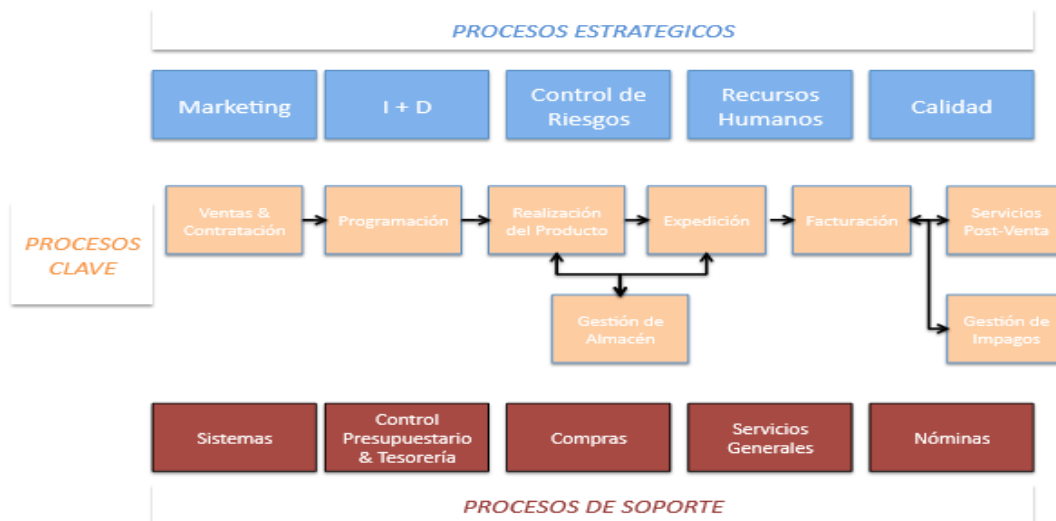 PROCESOS ESTRATEGICOS
Marketing
I + D
Control de
Riesgos
Recursos
Humanos
Calidad
PROCESOS
CLAVE
Ventas &
Contratación
Programación
Realización
del Producto
Expedición
Facturación
Servicios
Post-Venta
Gestión de
Almacén
Gestión de
Impagos
Sistemas
Control
Presupuestario
& Tesorería
Compras
Servicios
Generales
Nóminas
PROCESOS DE SOPORTE